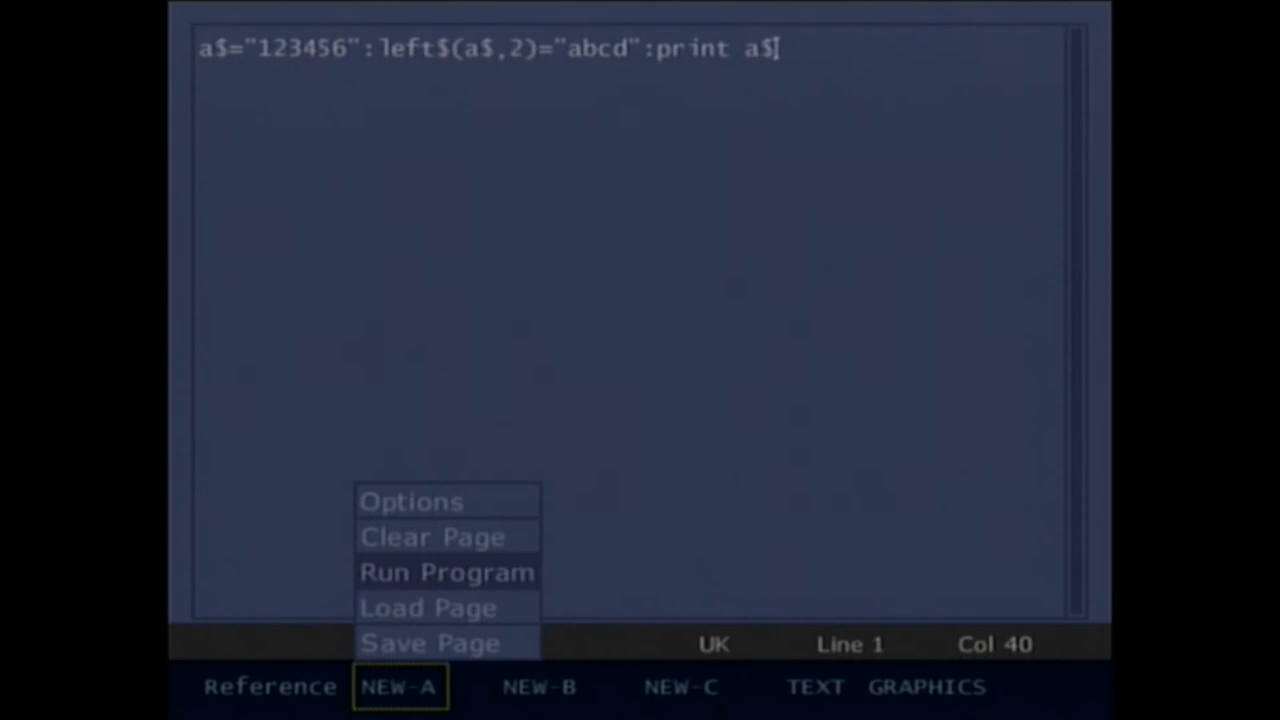 a$="123456":left$(a$,2)="abcd":print a$
Options
Clear Page
Run Program
Load Page
Save Page
UK Line 1 Col 40
Reference NEW-A NEW-B NEW-C TEXT GRAPHICS